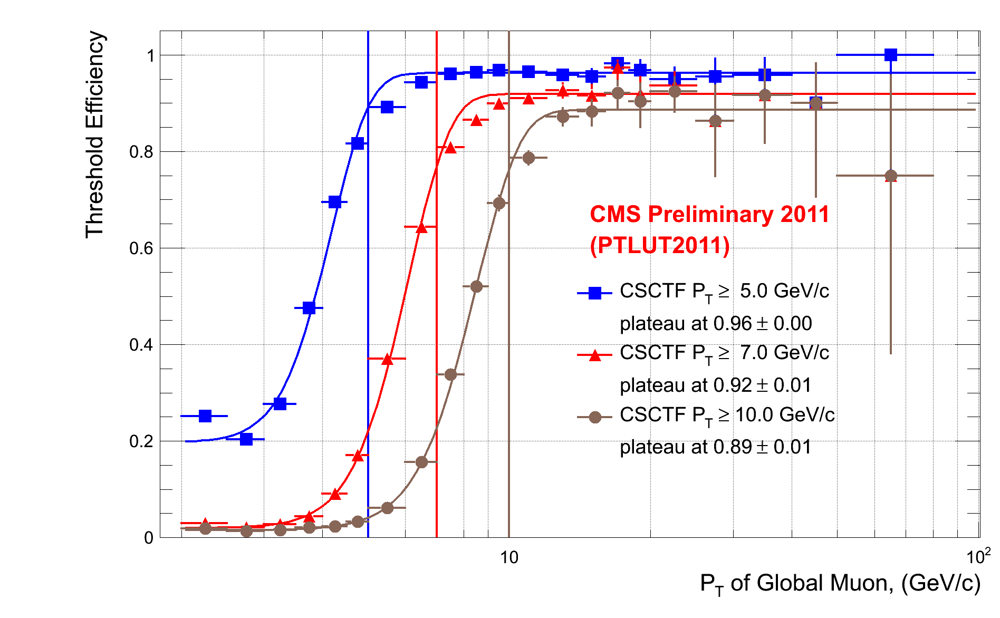 Threshold Efficiency
1
0.8
0.6
0.4
0.2
0
CMS Preliminary 2011
(PTLUT2011)
CSCTF P_T ≥ 5.0 GeV/c
plateau at 0.96 ± 0.00
CSCTF P_T ≥ 7.0 GeV/c
plateau at 0.92 ± 0.01
CSCTF P_T ≥ 10.0 GeV/c
plateau at 0.89 ± 0.01
10
10²
P_T of Global Muon, (GeV/c)